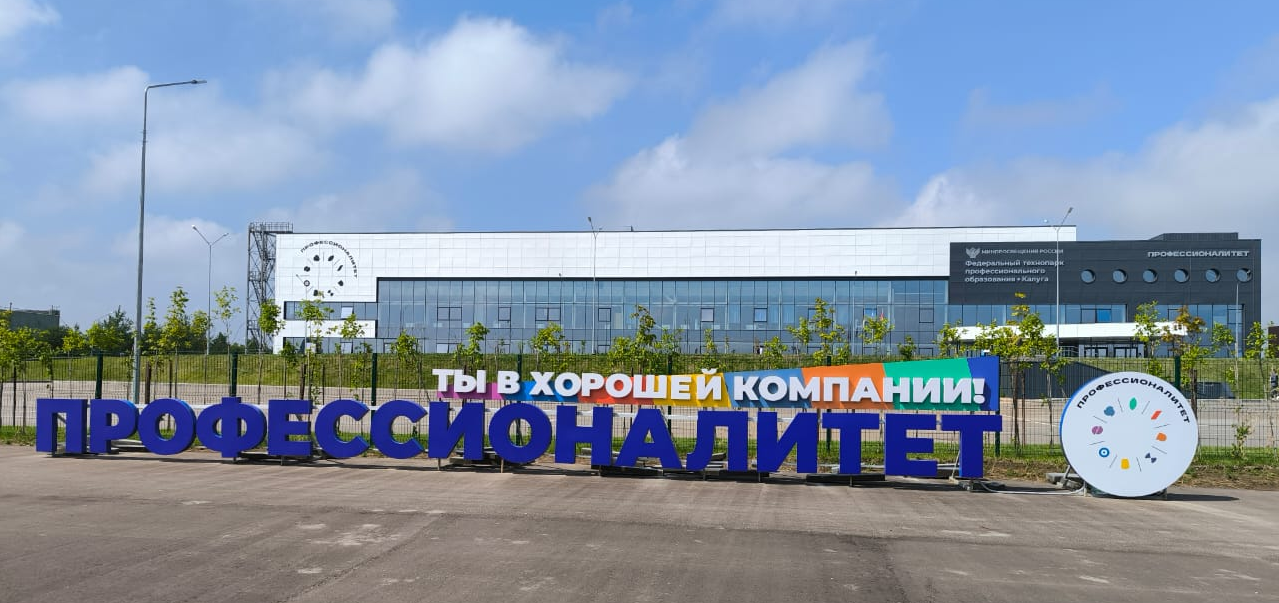 ПРОФЕССИОНАЛИТЕТ
МИНПРОСВЕЩЕНИЯ РОССИИ
Федеральный технопарк
профессионального
образования • Калуга
ПРОФЕССИОНАЛИТЕТ
ТЫ В ХОРОШЕЙ КОМПАНИИ!
ПРОФЕССИОНАЛИТЕТ
ПРОФЕССИОНАЛИТЕТ